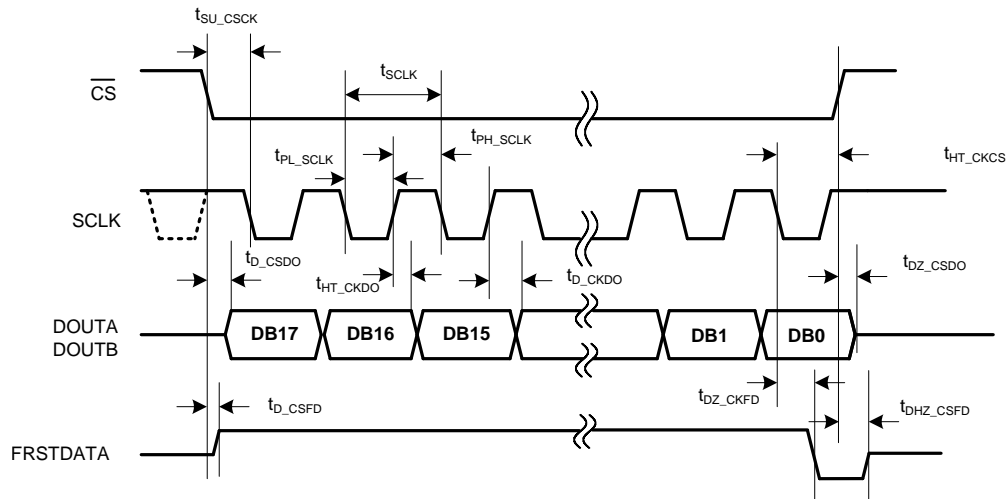 tSU_CSCK
CS
tSCLK
tPH_SCLK
tPL_SCLK
tHT_CKCS
SCLK
tD_CSDO
tHT_CKDO
tD_CKDO
tDZ_CSDO
DOUTA
DOUTB
DB17 DB16 DB15 DB1 DB0
tDZ_CKFD
tD_CSFD
tDHZ_CSFD
FRSTDATA